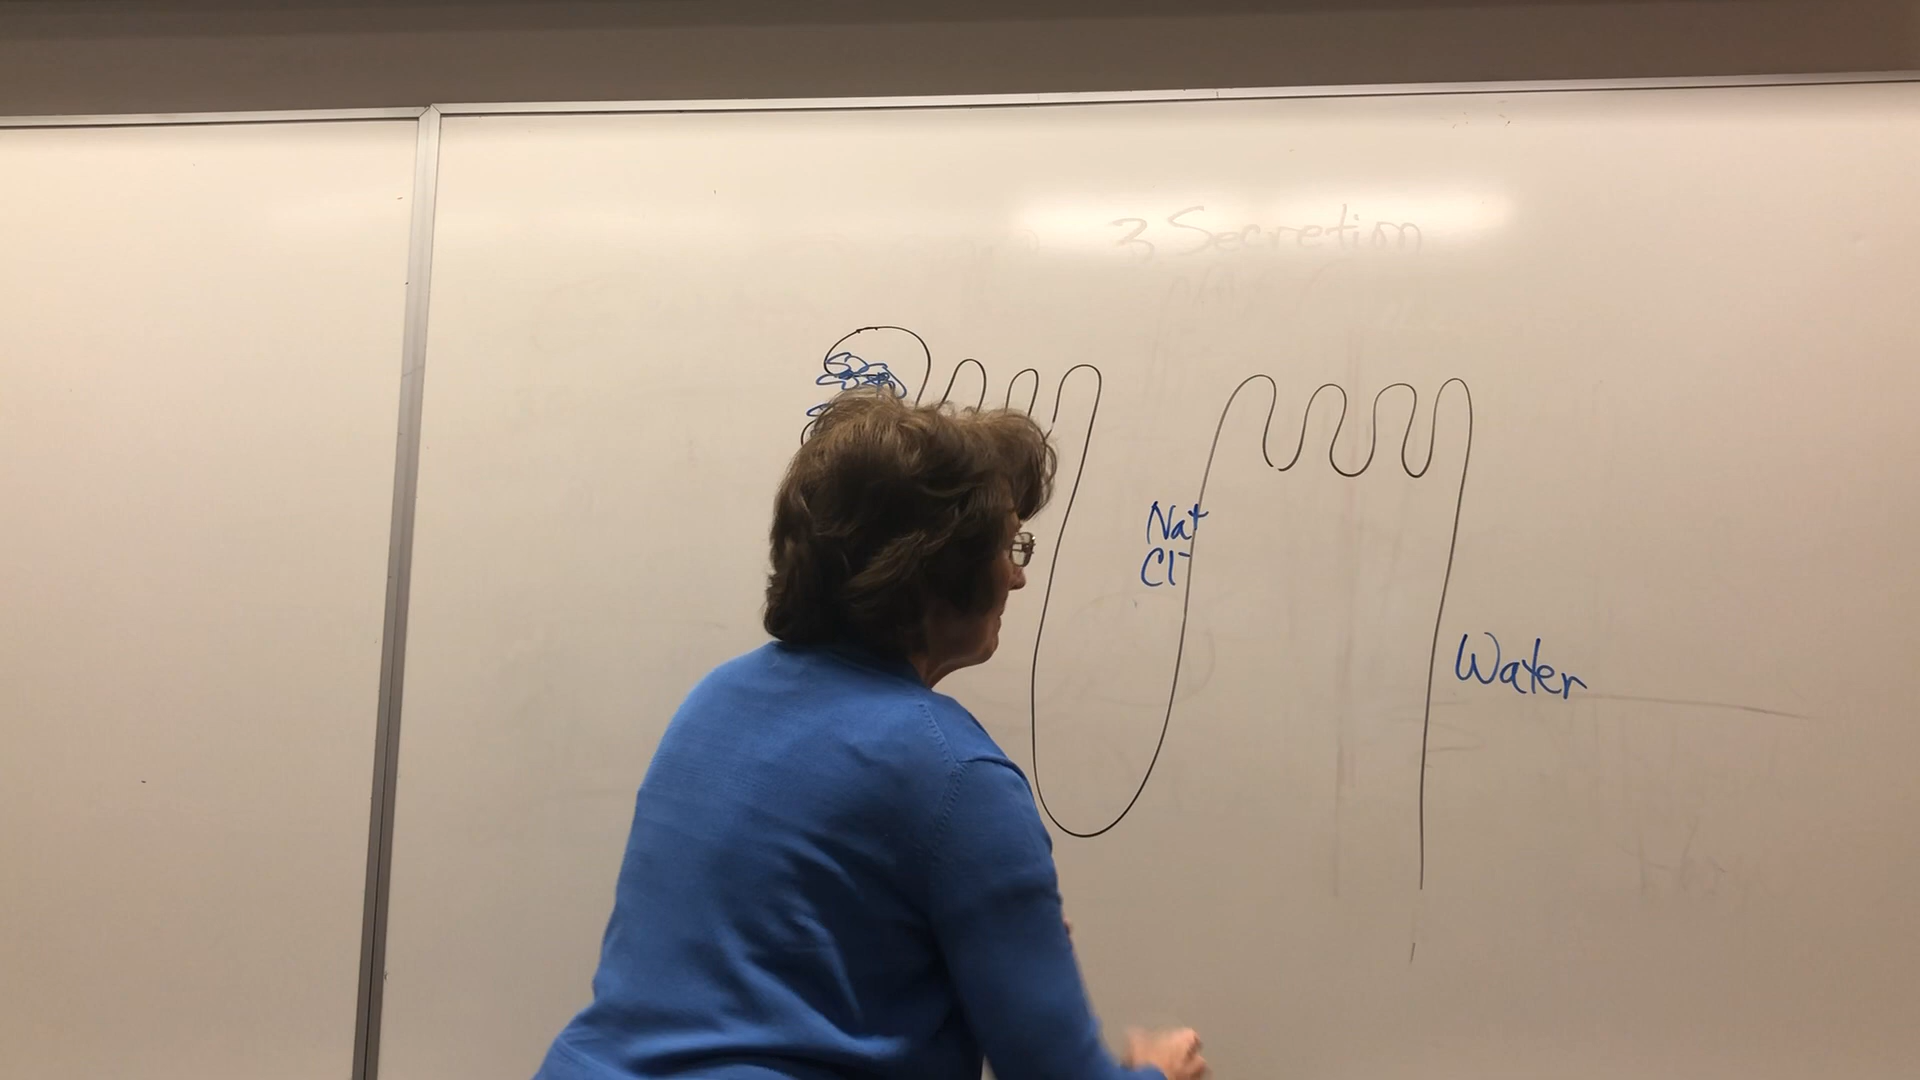 3 Secretion
Na+
Cl-
Water